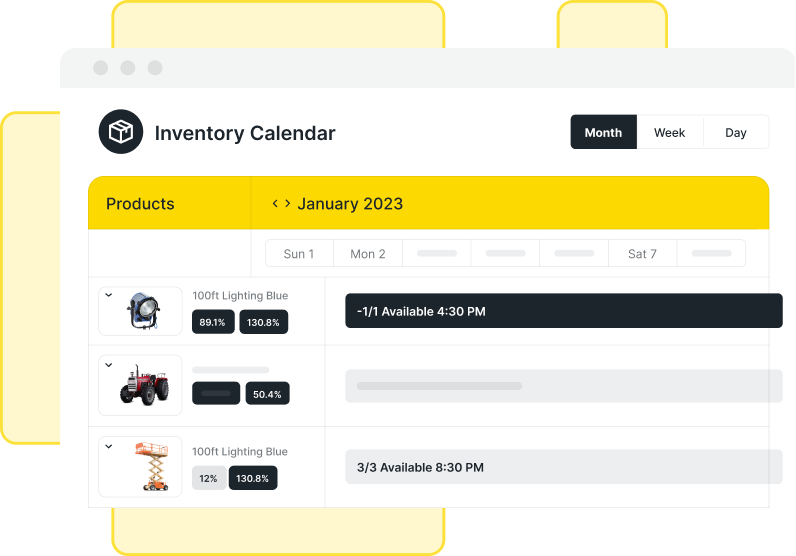 Inventory Calendar
Month Week Day
Products
< > January 2023
Sun 1 Mon 2 Sat 7
100ft Lighting Blue
89.1% 130.8%
-1/1 Available 4:30 PM
50.4%
100ft Lighting Blue
12% 130.8%
3/3 Available 8:30 PM